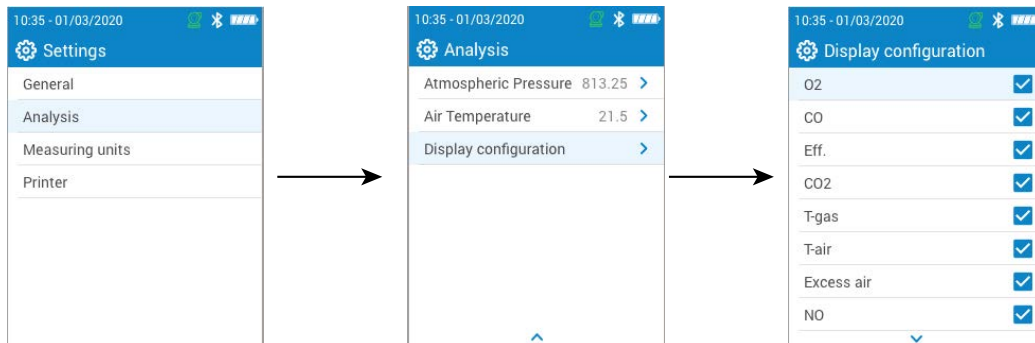 10:35 - 01/03/2020
Settings
General
Analysis
Measuring units
Printer
10:35 - 01/03/2020
Analysis
Atmospheric Pressure 813.25
Air Temperature 21.5
Display configuration
10:35 - 01/03/2020
Display configuration
O2
CO
Eff.
CO2
T-gas
T-air
Excess air
NO